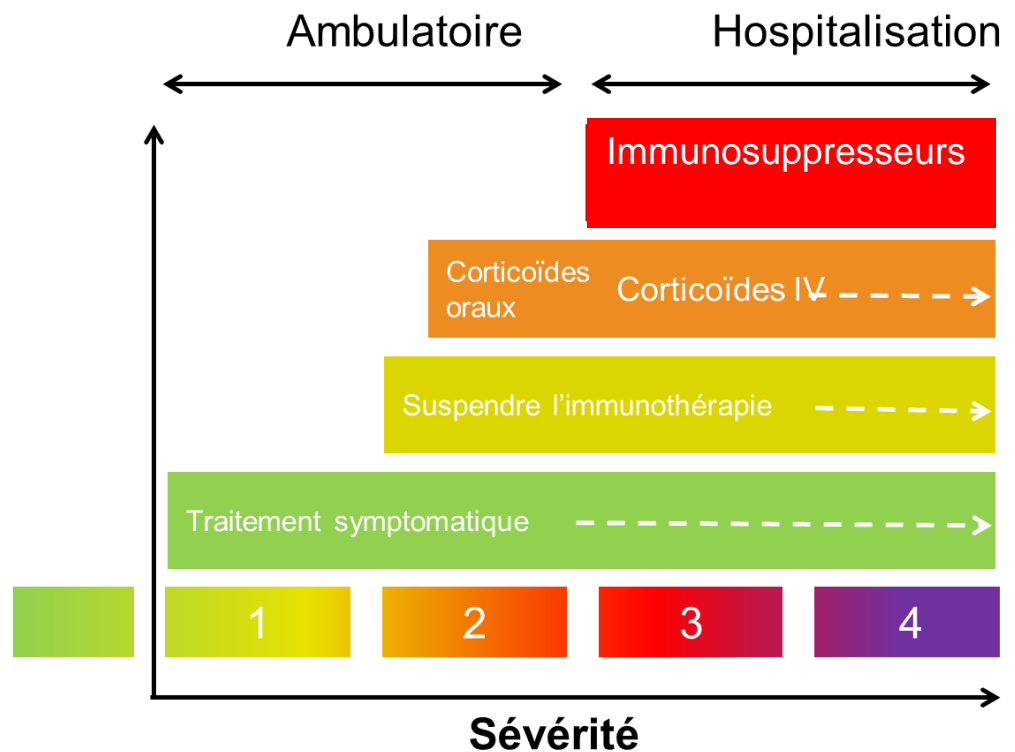 Ambulatoire Hospitalisation
Immunosuppresseurs
Corticoïdes
oraux
Corticoïdes IV
Suspendre l'immunothérapie
Traitement symptomatique
1 2 3 4
Sévérité